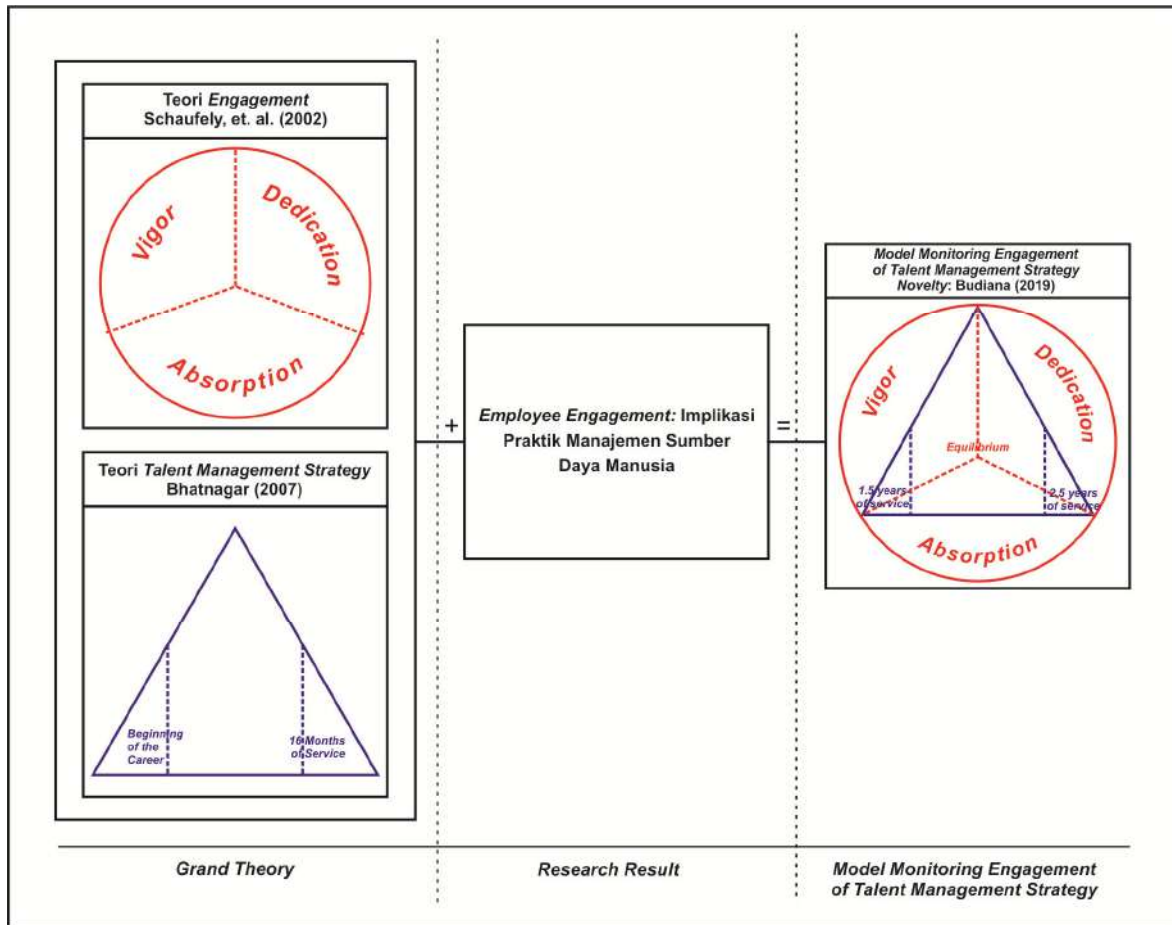 Teori Engagement
Schaufely, et. al. (2002)
Vigor
Dedication
Absorption
Teori Talent Management Strategy
Bhatnagar (2007)
Beginning
of the
Career
16 Months
of Service
+
Employee Engagement: Implikasi
Praktik Manajemen Sumber
Daya Manusia
=
Model Monitoring Engagement
of Talent Management Strategy
Novelty: Budiana (2019)
Vigor
Dedication
Equilibrium
1.5 years
of service
2.5 years
of service
Absorption
Grand Theory
Research Result
Model Monitoring Engagement
of Talent Management Strategy